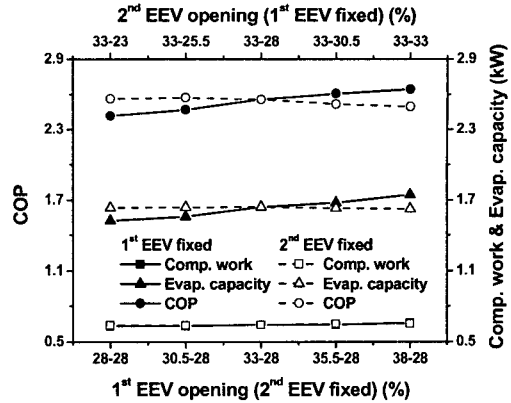 2nd EEV opening (1st EEV fixed) (%)
33-23 33-25.5 33-28 33-30.5 33-33
2.9 2.9
2.3 2.3
1.7 1.7
1.1 1.1
0.5 0.5
COP
Comp. work & Evap. capacity (kW)
1st EEV fixed 2nd EEV fixed
Comp. work Comp. work
Evap. capacity Evap. capacity
COP COP
28-28 30.5-28 33-28 35.5-28 38-28
1st EEV opening (2nd EEV fixed) (%)